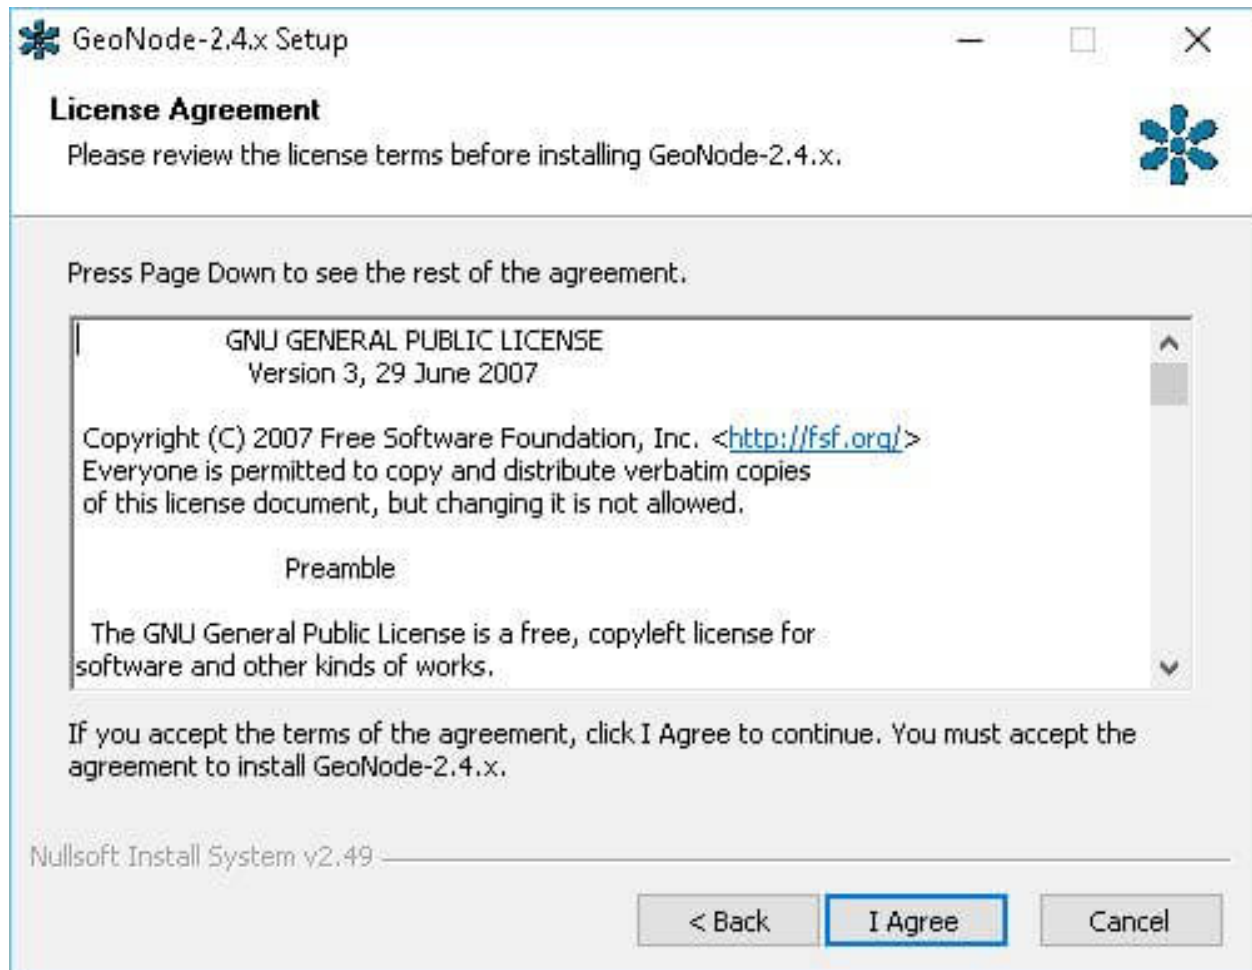 GeoNode-2.4.x Setup
License Agreement
Please review the license terms before installing GeoNode-2.4.x.
Press Page Down to see the rest of the agreement.
GNU GENERAL PUBLIC LICENSE
Version 3, 29 June 2007
Copyright (C) 2007 Free Software Foundation, Inc. <http://fsf.org/>
Everyone is permitted to copy and distribute verbatim copies
of this license document, but changing it is not allowed.
Preamble
The GNU General Public License is a free, copyleft license for
software and other kinds of works.
If you accept the terms of the agreement, click I Agree to continue. You must accept the
agreement to install GeoNode-2.4.x.
Nullsoft Install System v2.49
< Back I Agree Cancel